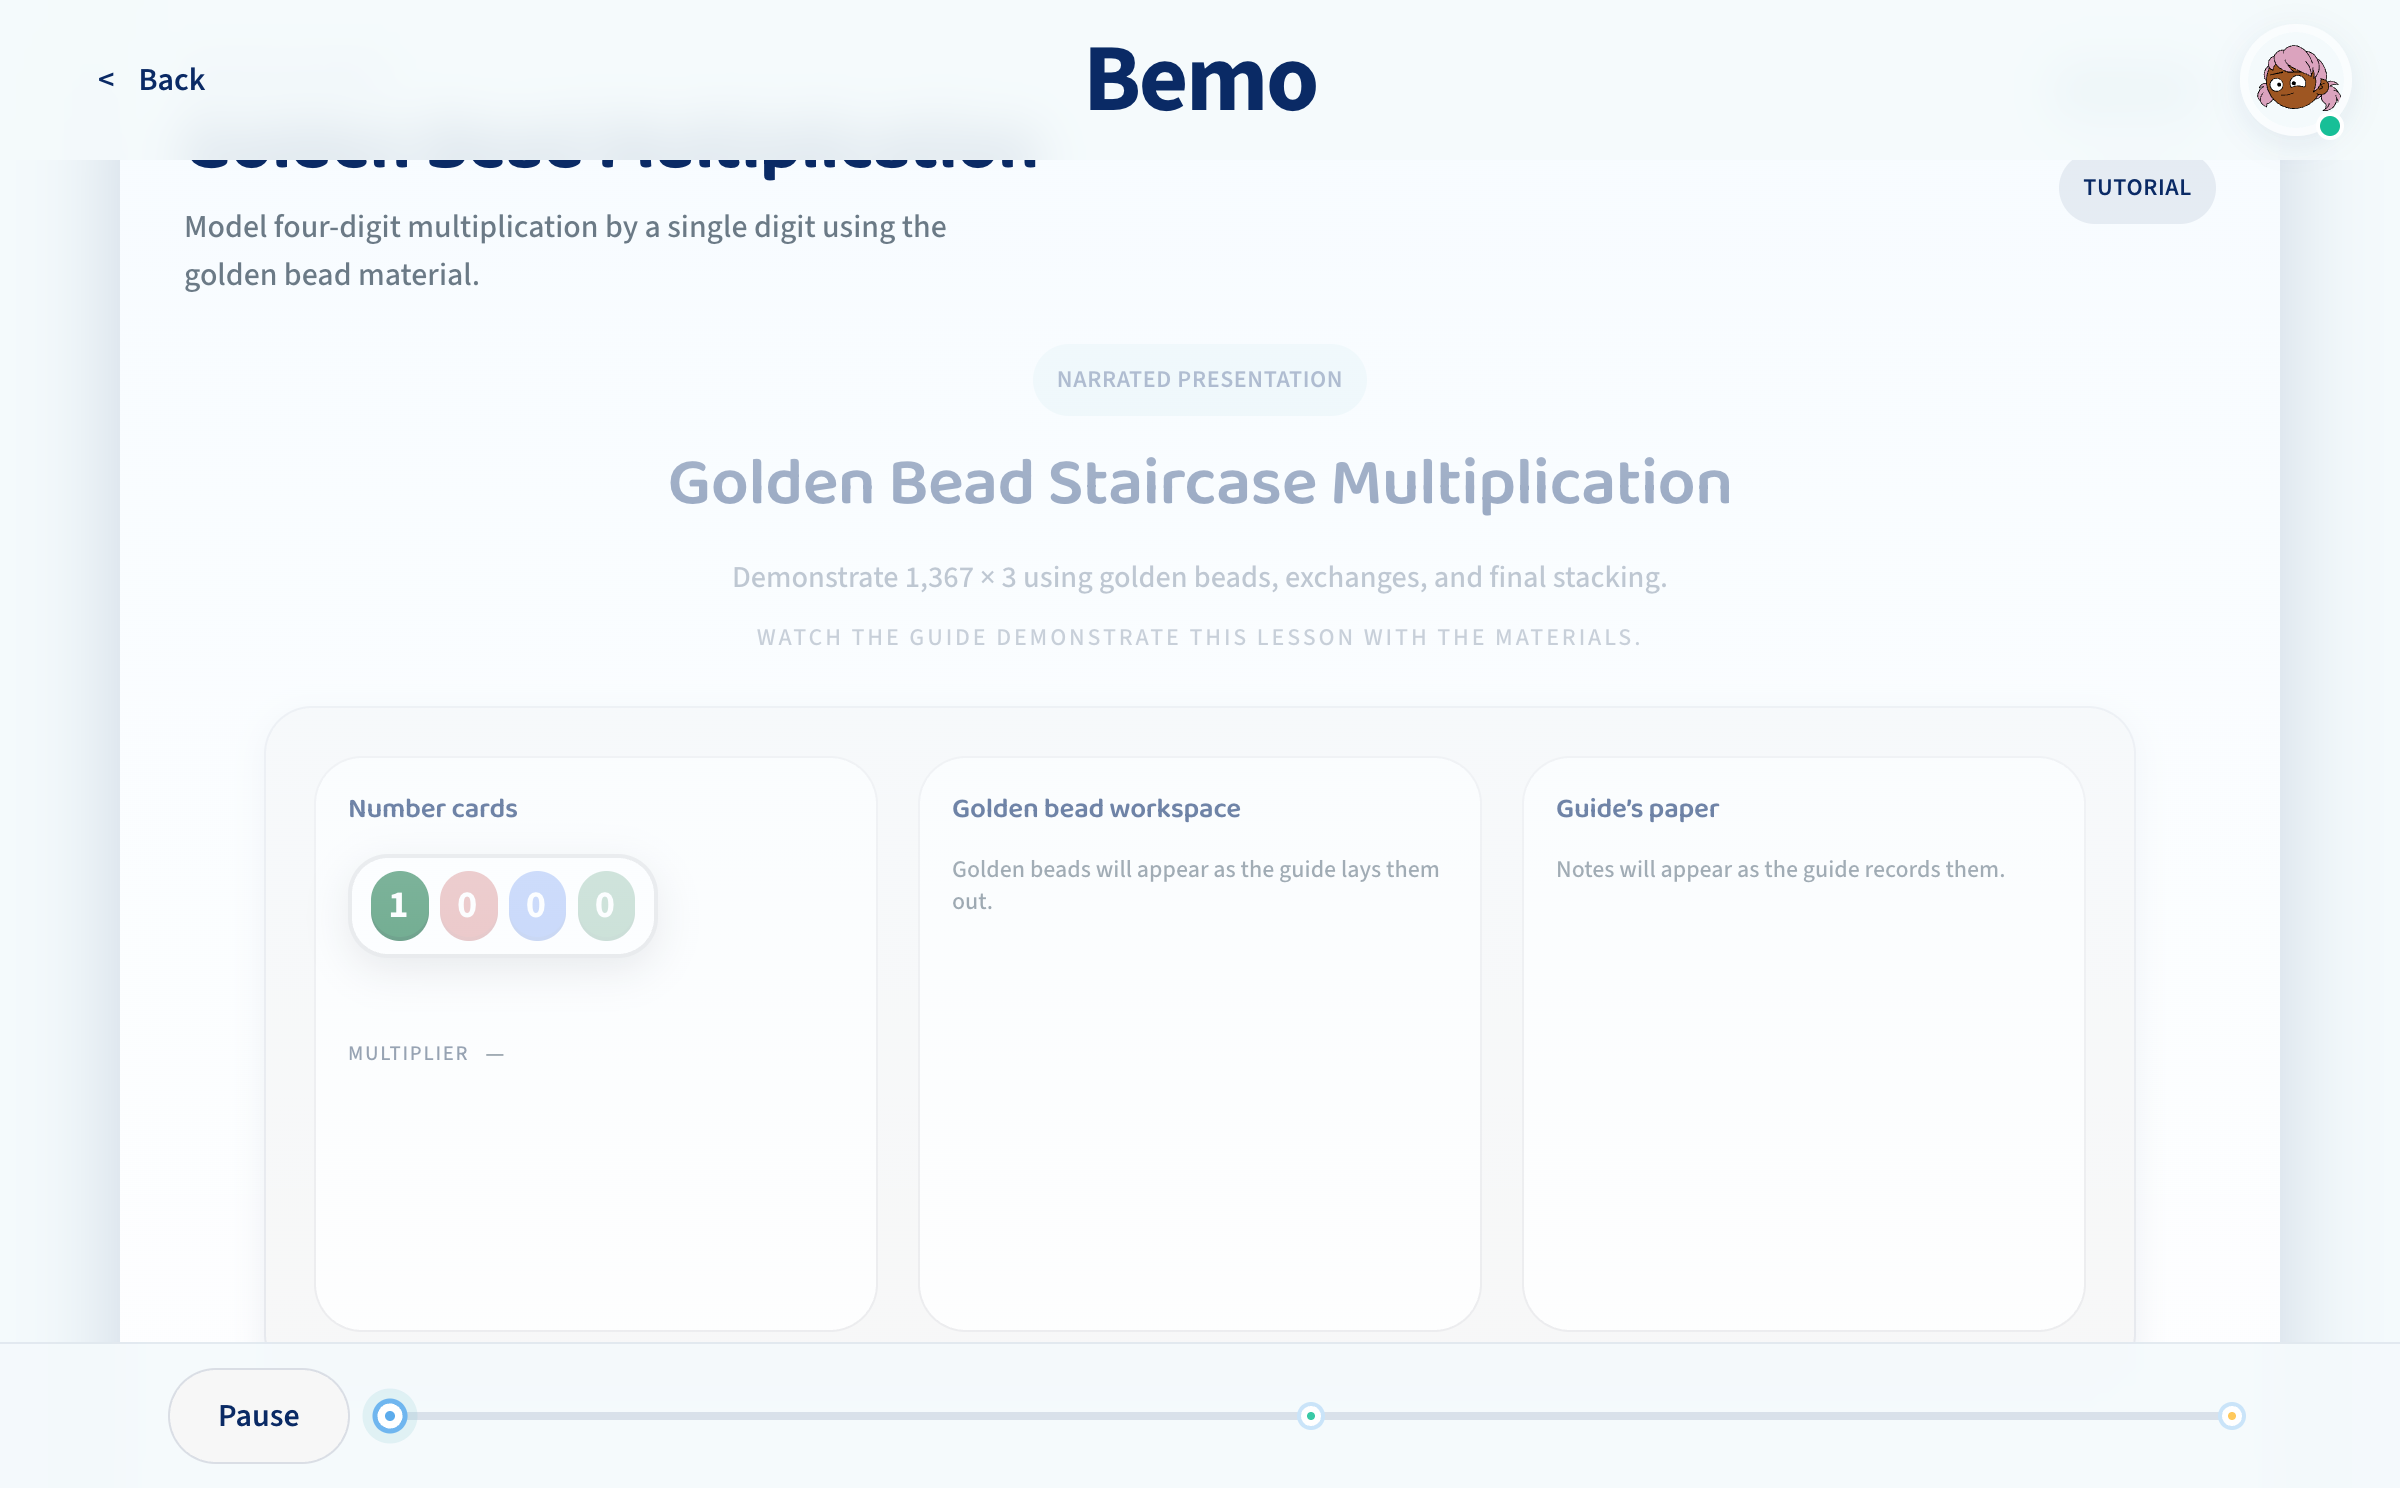 < Back
Bemo
Golden Bead Multiplication
TUTORIAL
Model four-digit multiplication by a single digit using the
golden bead material.
NARRATED PRESENTATION
Golden Bead Staircase Multiplication
Demonstrate 1,367 × 3 using golden beads, exchanges, and final stacking.
WATCH THE GUIDE DEMONSTRATE THIS LESSON WITH THE MATERIALS.
Number cards
1 0 0 0
MULTIPLIER —
Golden bead workspace
Golden beads will appear as the guide lays them
out.
Guide's paper
Notes will appear as the guide records them.
Pause